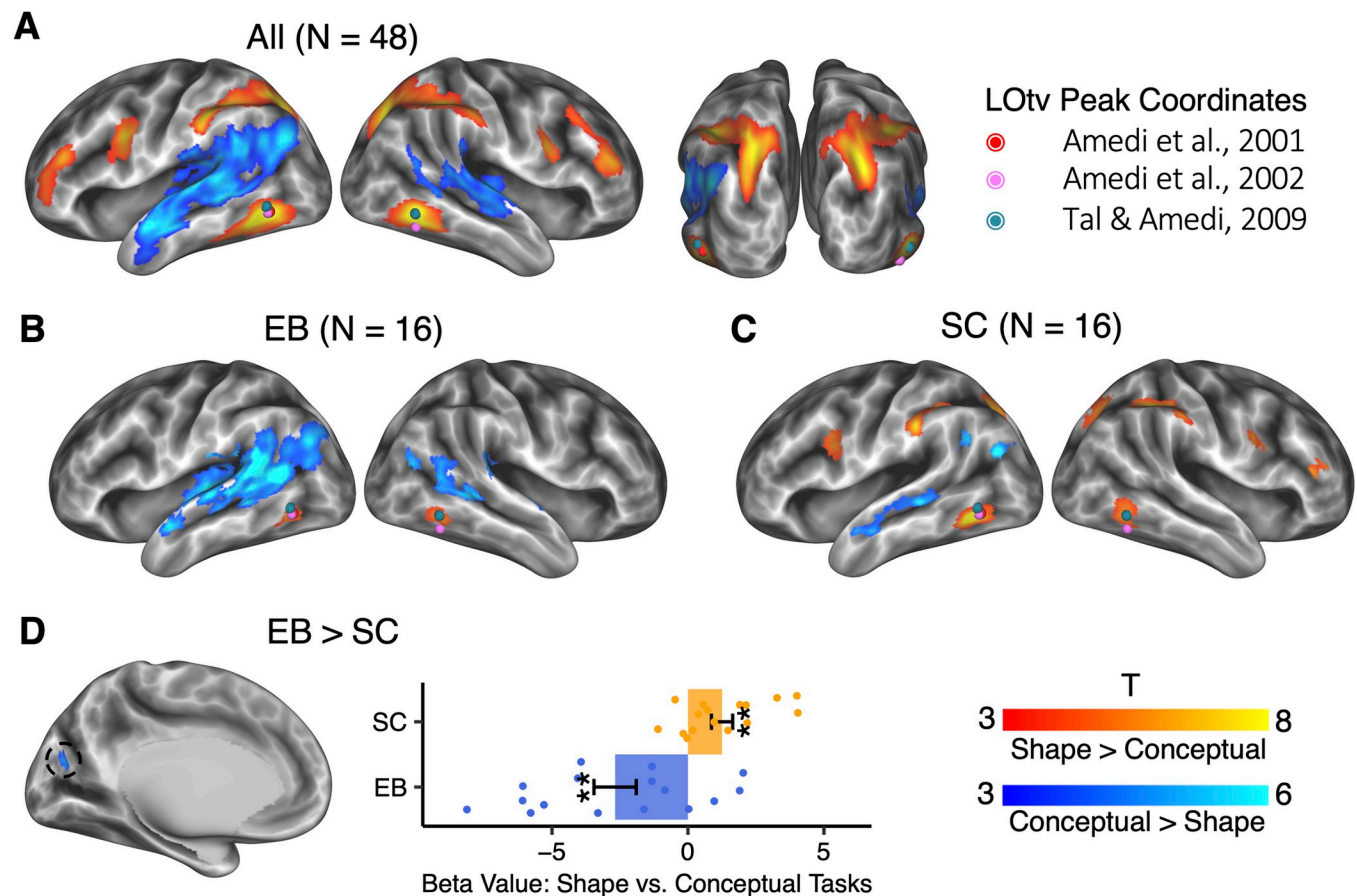 A
All (N = 48)
LOtv Peak Coordinates
Amedi et al., 2001
Amedi et al., 2002
Tal & Amedi, 2009
B
EB (N = 16)
C
SC (N = 16)
D
EB > SC
SC
**
EB
**
−5
0
5
Beta Value: Shape vs. Conceptual Tasks
T
3
8
Shape > Conceptual
3
6
Conceptual > Shape